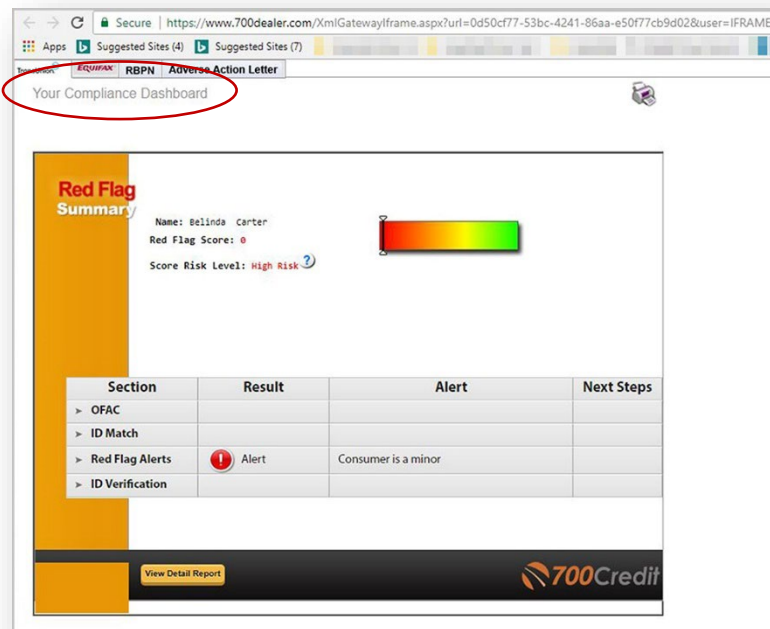 Secure | https://www.700dealer.com/XmlGatewayIframe.aspx?url=0d50cf77-53bc-4241-86aa-e50f77cb9d02&user=IFRAME
Apps Suggested Sites (4) Suggested Sites (7)
EQUIFAX RBPN Adverse Action Letter
Your Compliance Dashboard
Red Flag
Summary
Name: Belinda Carter
Red Flag Score: 0
Score Risk Level: High Risk ?
Section Result Alert Next Steps
OFAC
ID Match
Red Flag Alerts ! Alert Consumer is a minor
ID Verification
View Detail Report 700Credit